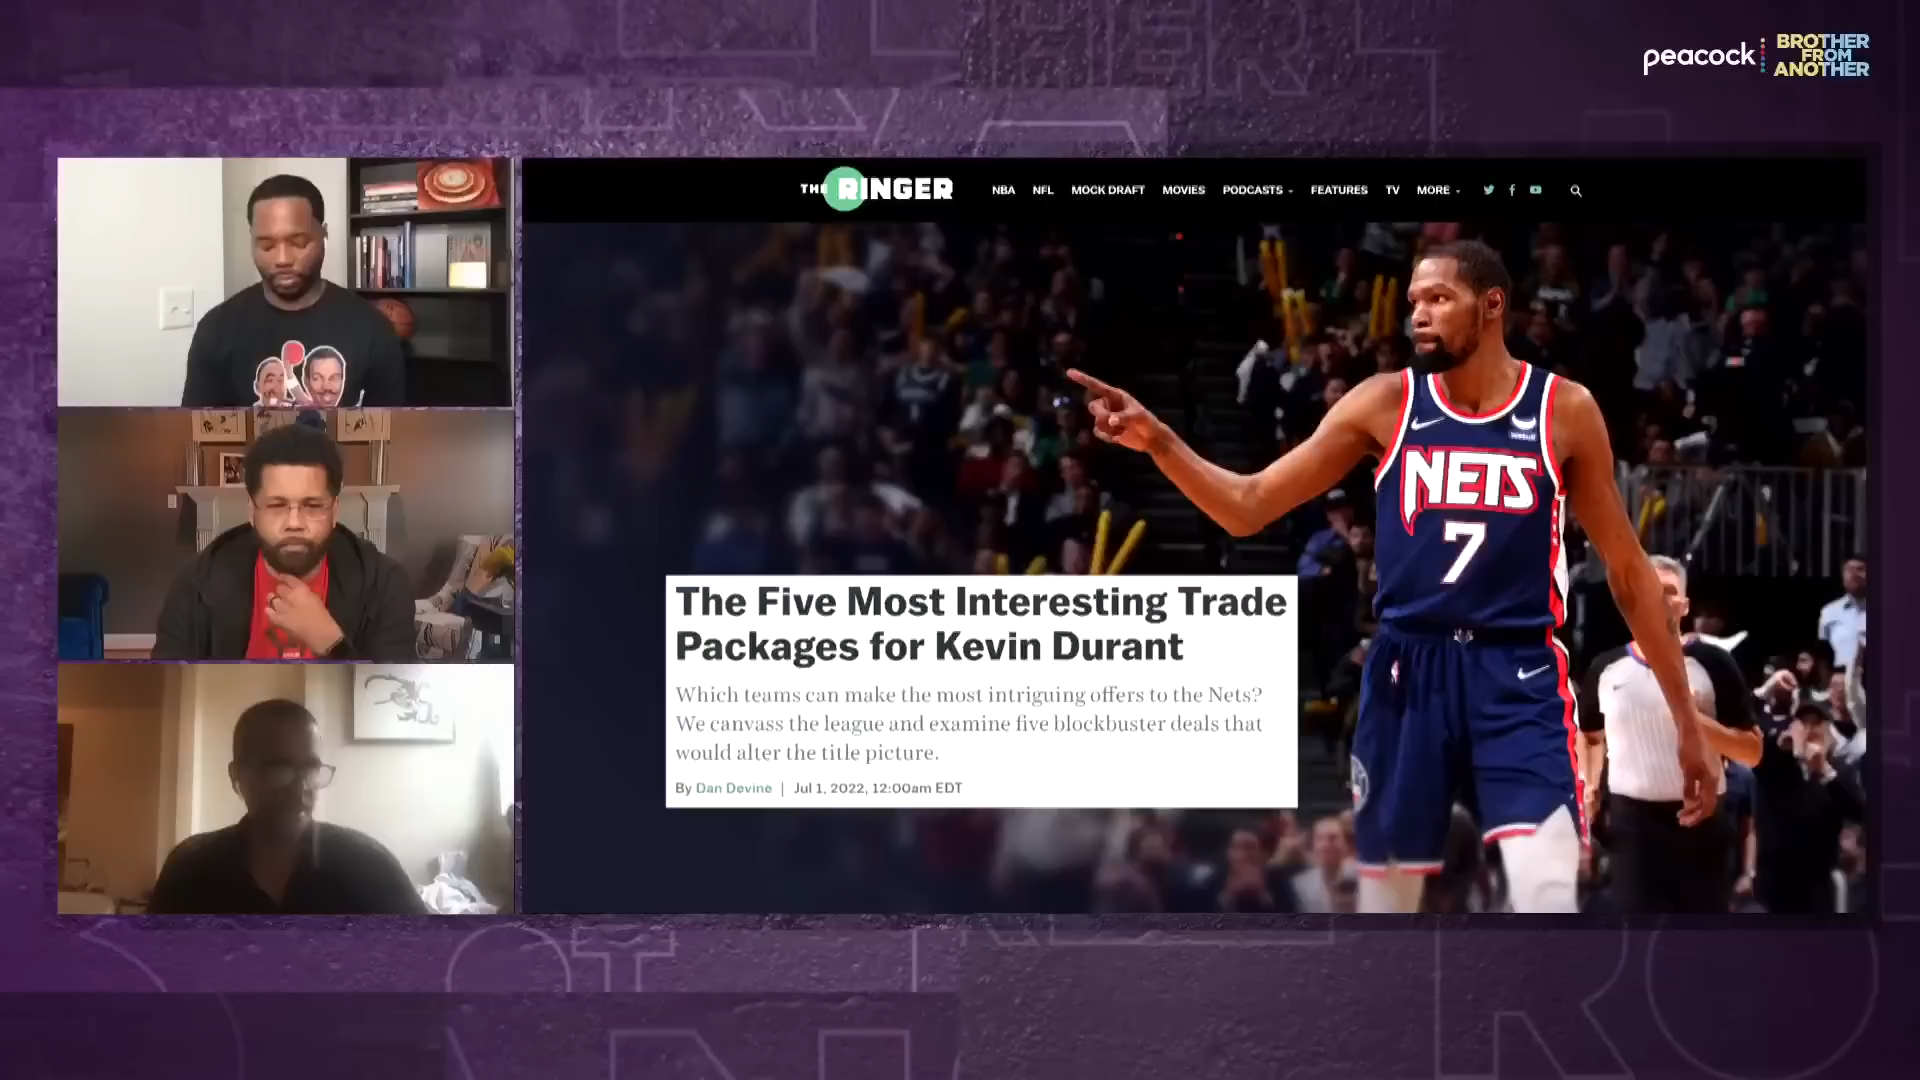 peacock
BROTHER
FROM
ANOTHER
THE RINGER
NBA NFL MOCK DRAFT MOVIES PODCASTS FEATURES TV MORE
webull
NETS
7
The Five Most Interesting Trade
Packages for Kevin Durant
Which teams can make the most intriguing offers to the Nets?
We canvass the league and examine five blockbuster deals that
would alter the title picture.
By Dan Devine | Jul 1, 2022, 12:00am EDT